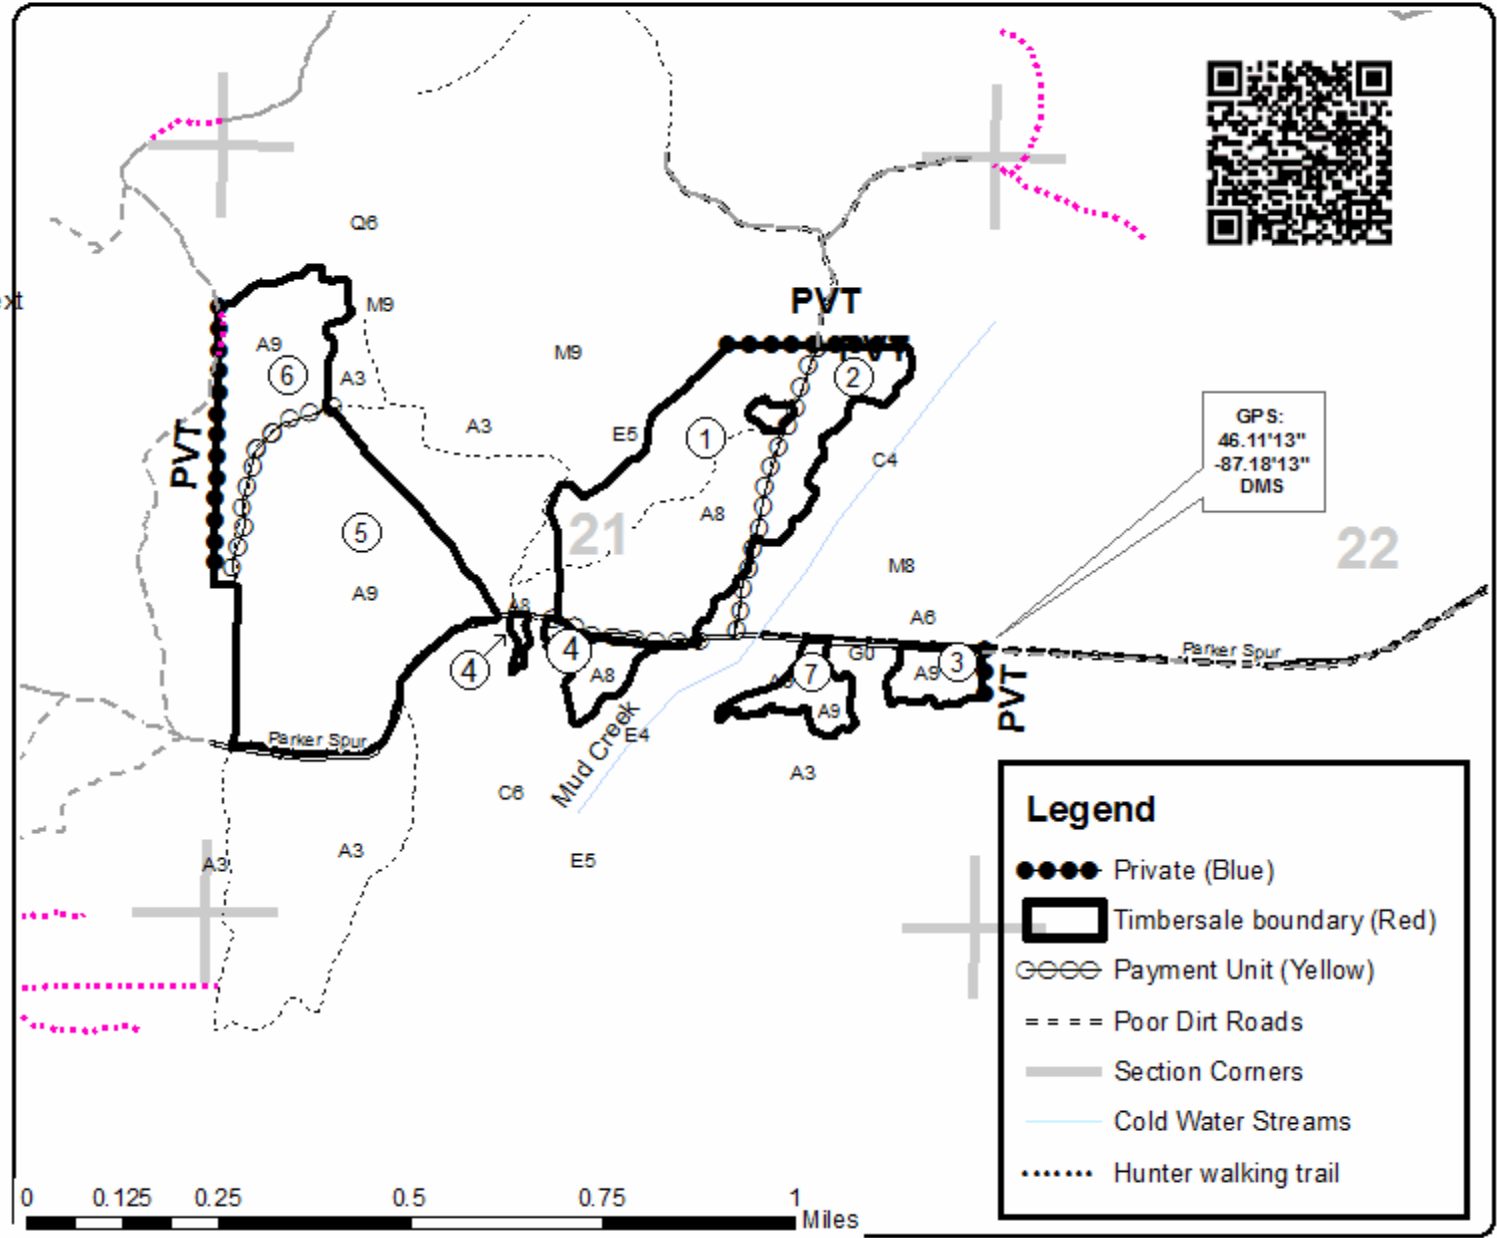 Q6
ext
M9
PVT
A9
M9
PVT
6
A3
2
A3
E5
1
GPS:
46.11'13"
-87.18'13"
DMS
PVT
C4
5
A8
21
22
M8
A9
A8
A6
4
4
G0
3
Parker Spur
A8
7
A9
PVT
A9
Parker Spur
Mud Creek
E4
A3
C6
A3
A3
E5
Legend
Private (Blue)
Timbersale boundary (Red)
Payment Unit (Yellow)
Poor Dirt Roads
Section Corners
Cold Water Streams
Hunter walking trail
0 0.125 0.25 0.5 0.75 1
Miles